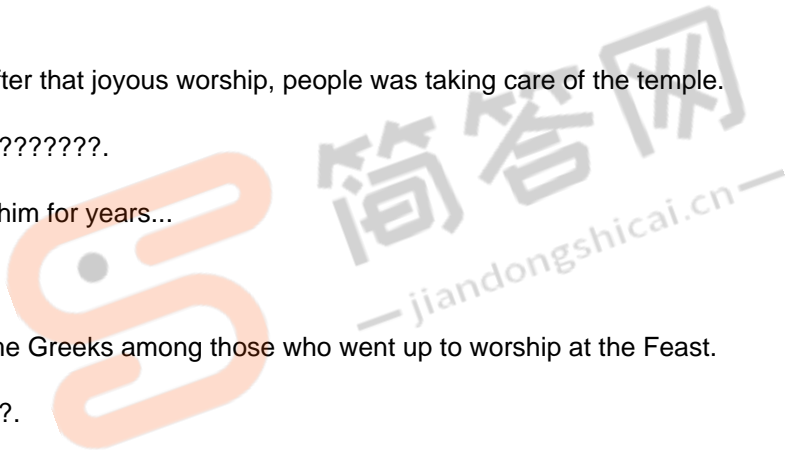 fter that joyous worship, people was taking care of the temple.
???????.
him for years...
ne Greeks among those who went up to worship at the Feast.
?.
简答网
jiandongshicai.cn